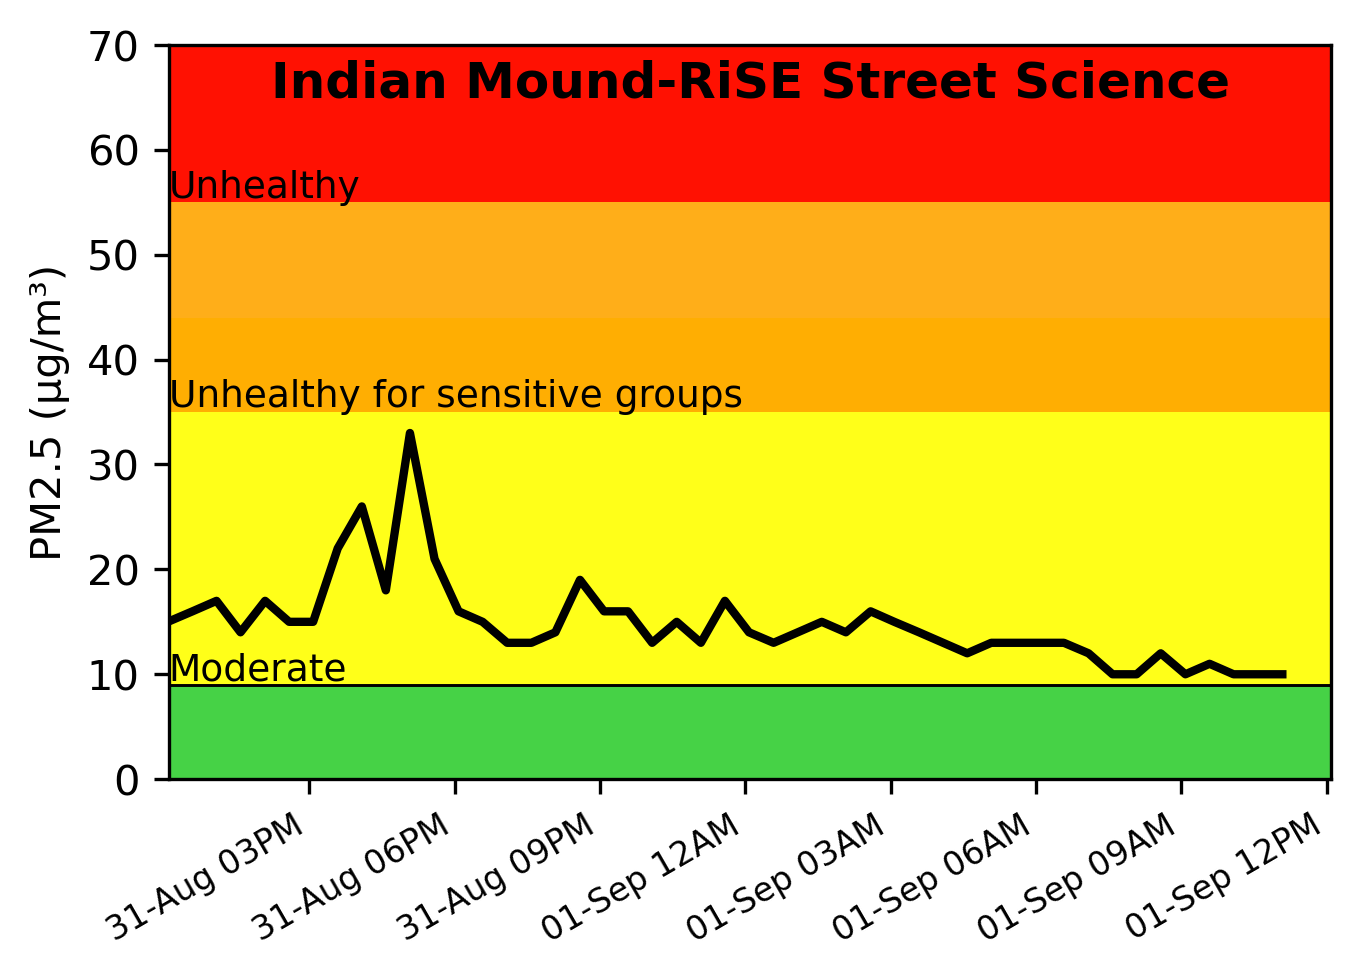 Indian Mound-RiSE Street Science
70
60
Unhealthy
50
40
Unhealthy for sensitive groups
30
20
Moderate
10
0
PM2.5 (µg/m³)
31-Aug 03PM
31-Aug 06PM
31-Aug 09PM
01-Sep 12AM
01-Sep 03AM
01-Sep 06AM
01-Sep 09AM
01-Sep 12PM